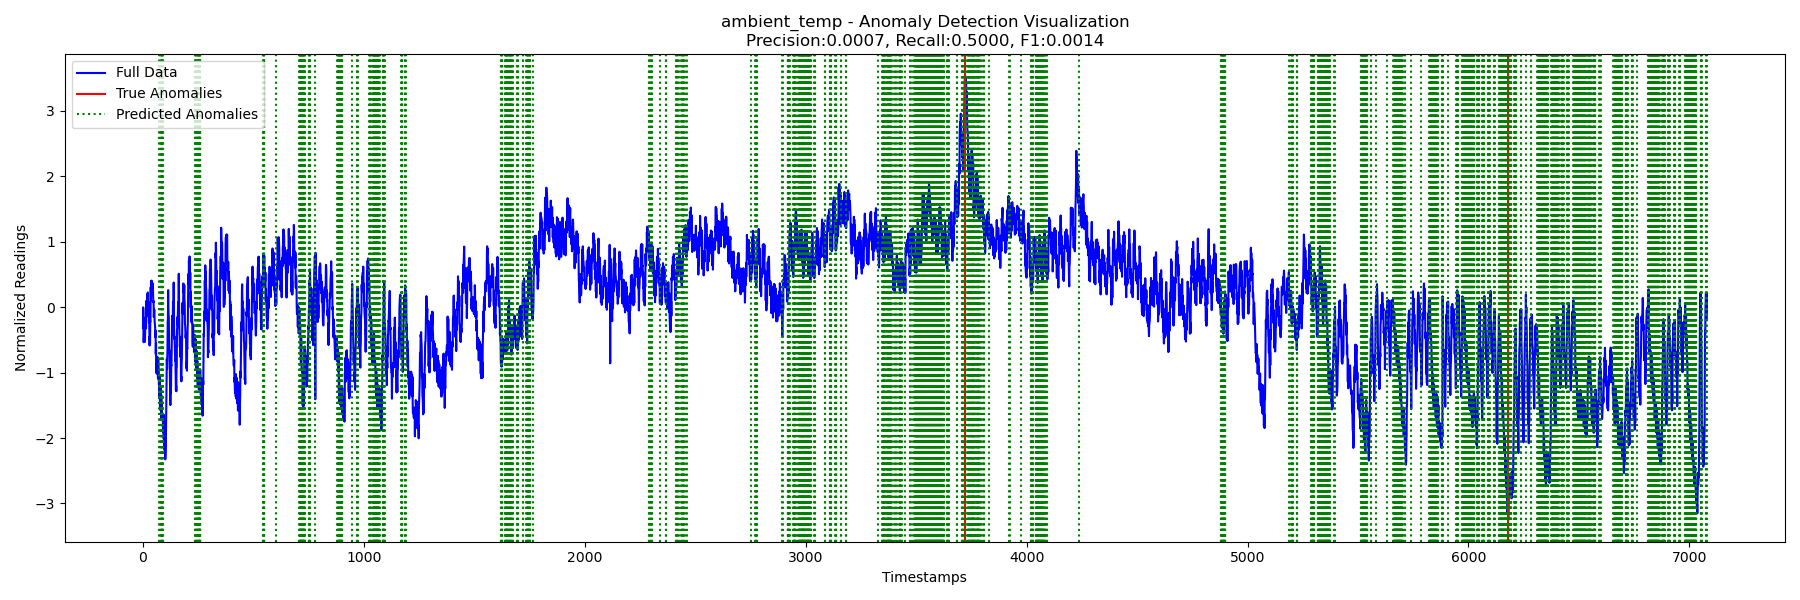 ambient_temp - Anomaly Detection Visualization
Precision:0.0007, Recall:0.5000, F1:0.0014
Full Data
True Anomalies
Predicted Anomalies
Normalized Readings
3
2
1
0
−1
−2
−3
0 1000 2000 3000 4000 5000 6000 7000
Timestamps